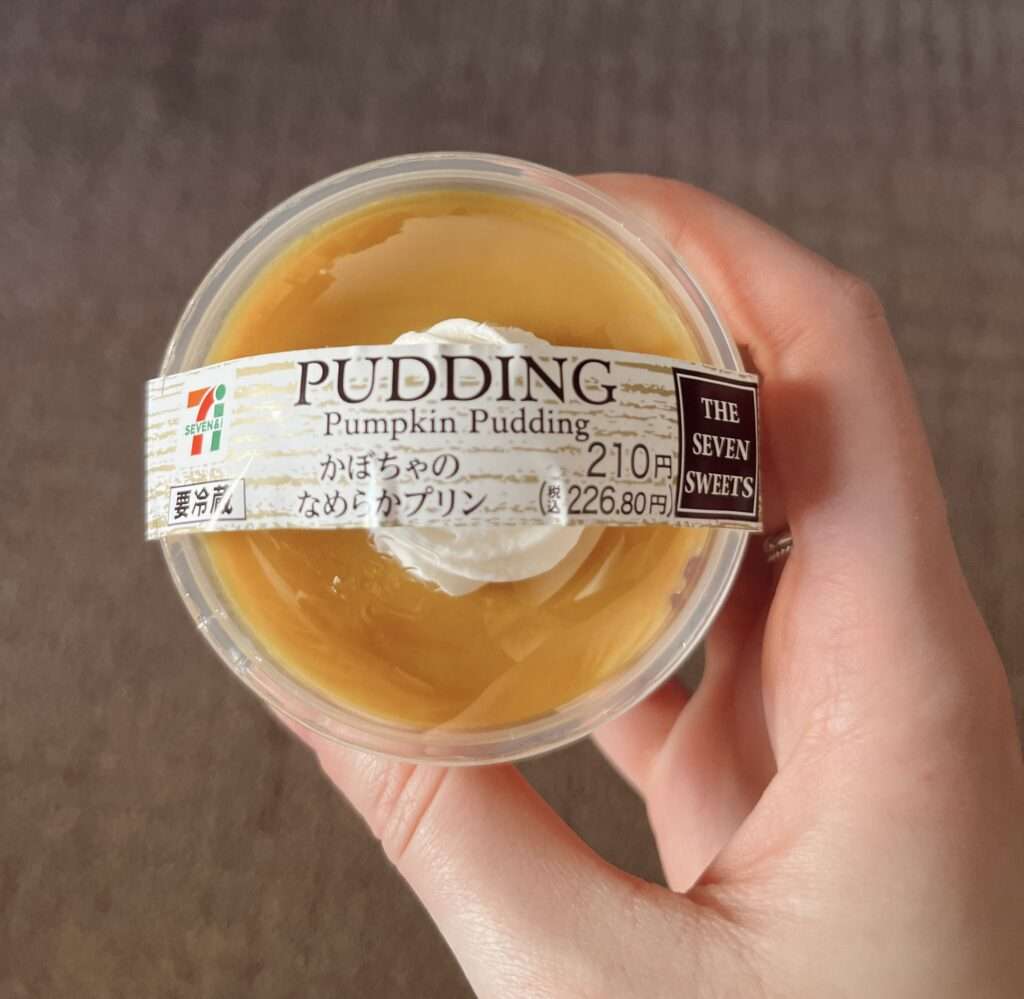 PUDDING
Pumpkin Pudding
かぼちゃの
なめらかプリン
210円
(税込226.80円)
7
SEVEN&i
要冷蔵
THE
SEVEN
SWEETS